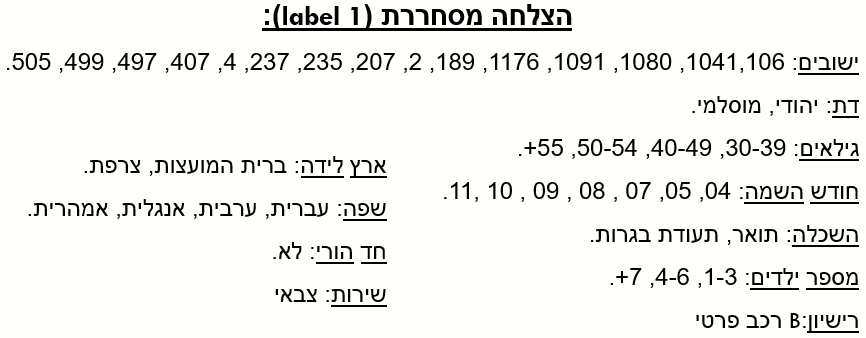 הצלחה מסחררת (label 1):
ישובים: 1041,106, 1080, 1091, 1176, 189, 2, 207, 235, 237, 4, 407, 497, 499, 505.
דת: יהודי, מוסלמי.
גילאים: 30-39, 40-49, 50-54, 55+.
חודש השמה: 04, 05, 07 , 08 , 09 , 10 ,11.
השכלה: תואר, תעודת בגרות.
מספר ילדים: 1-3, 4-6, 7+.
רישיון:B רכב פרטי
ארץ לידה: ברית המועצות, צרפת.
שפה: עברית, ערבית, אנגלית, אמהרית.
חד הורי: לא.
שירות: צבאי